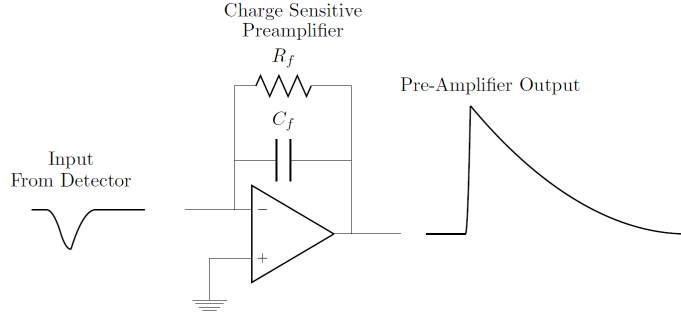 Charge Sensitive
Preamplifier
R_f
Pre-Amplifier Output
C_f
Input
From Detector
−
+